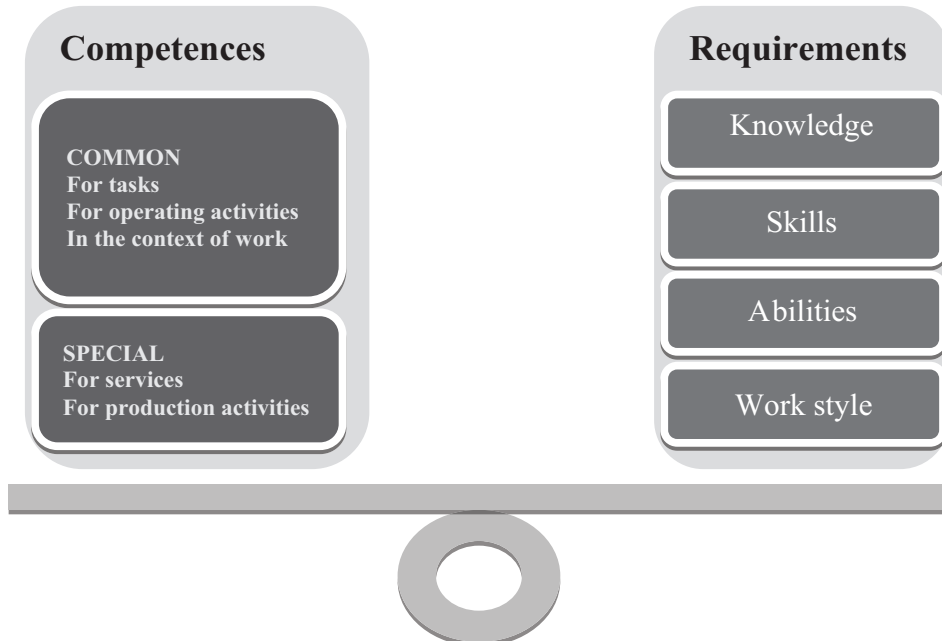 Competences
COMMON
For tasks
For operating activities
In the context of work
SPECIAL
For services
For production activities
Requirements
Knowledge
Skills
Abilities
Work style